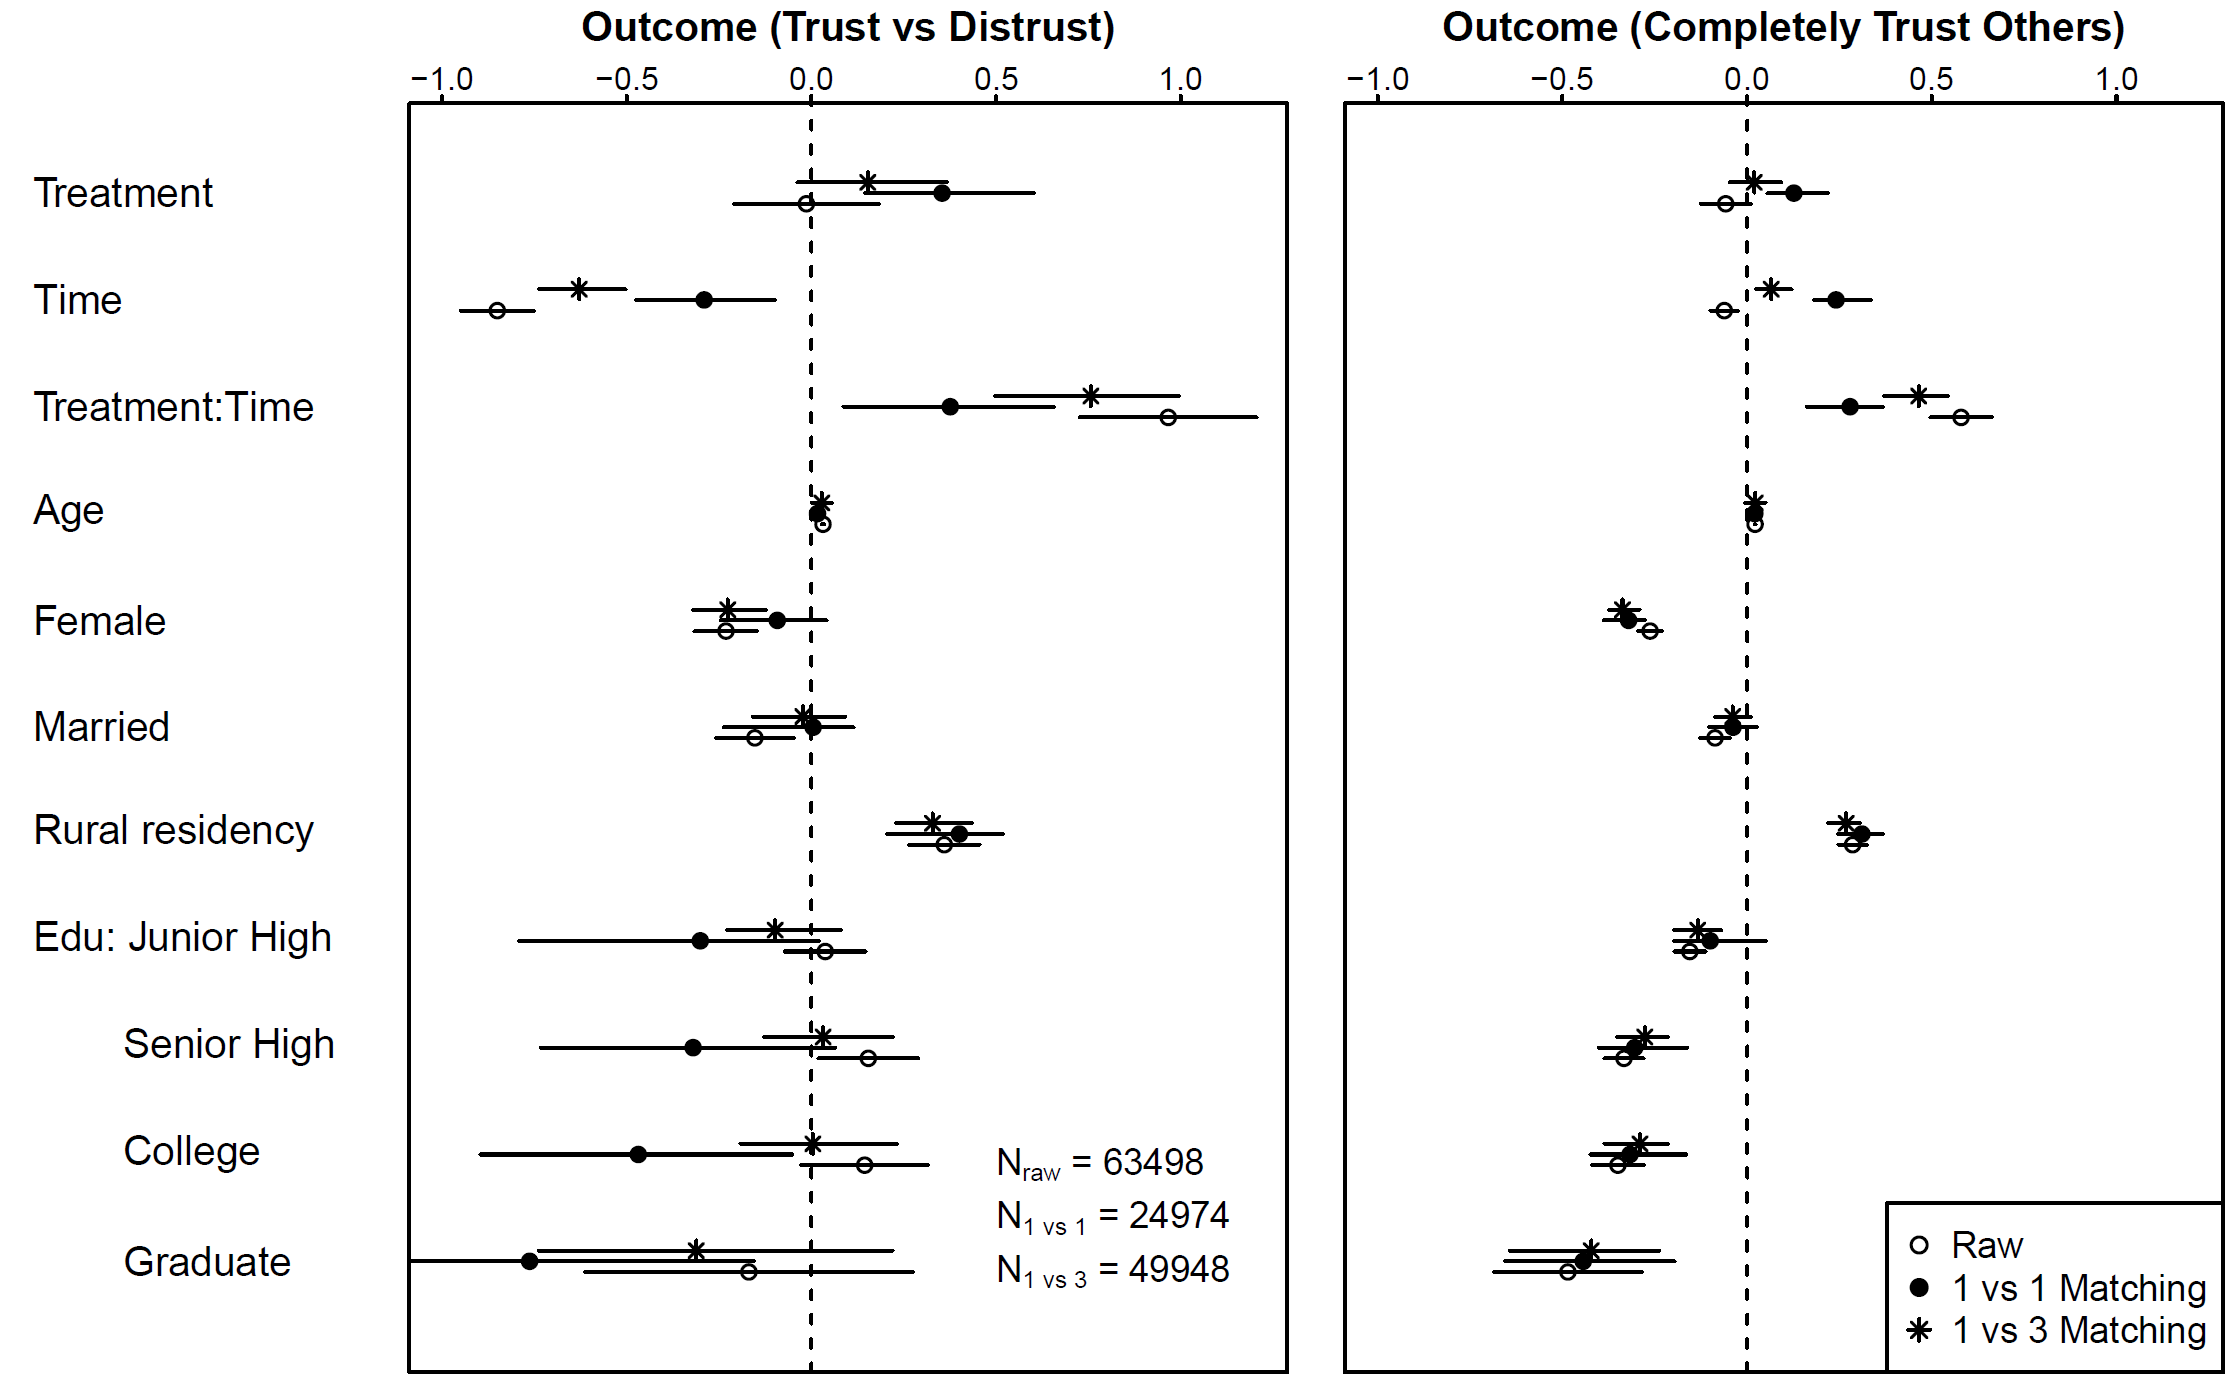 Outcome (Trust vs Distrust)
Outcome (Completely Trust Others)
−1.0 −0.5 0.0 0.5 1.0
−1.0 −0.5 0.0 0.5 1.0
Treatment
Time
Treatment:Time
Age
Female
Married
Rural residency
Edu: Junior High
Senior High
College
Graduate
Nraw = 63498
N1 vs 1 = 24974
N1 vs 3 = 49948
Raw
1 vs 1 Matching
1 vs 3 Matching